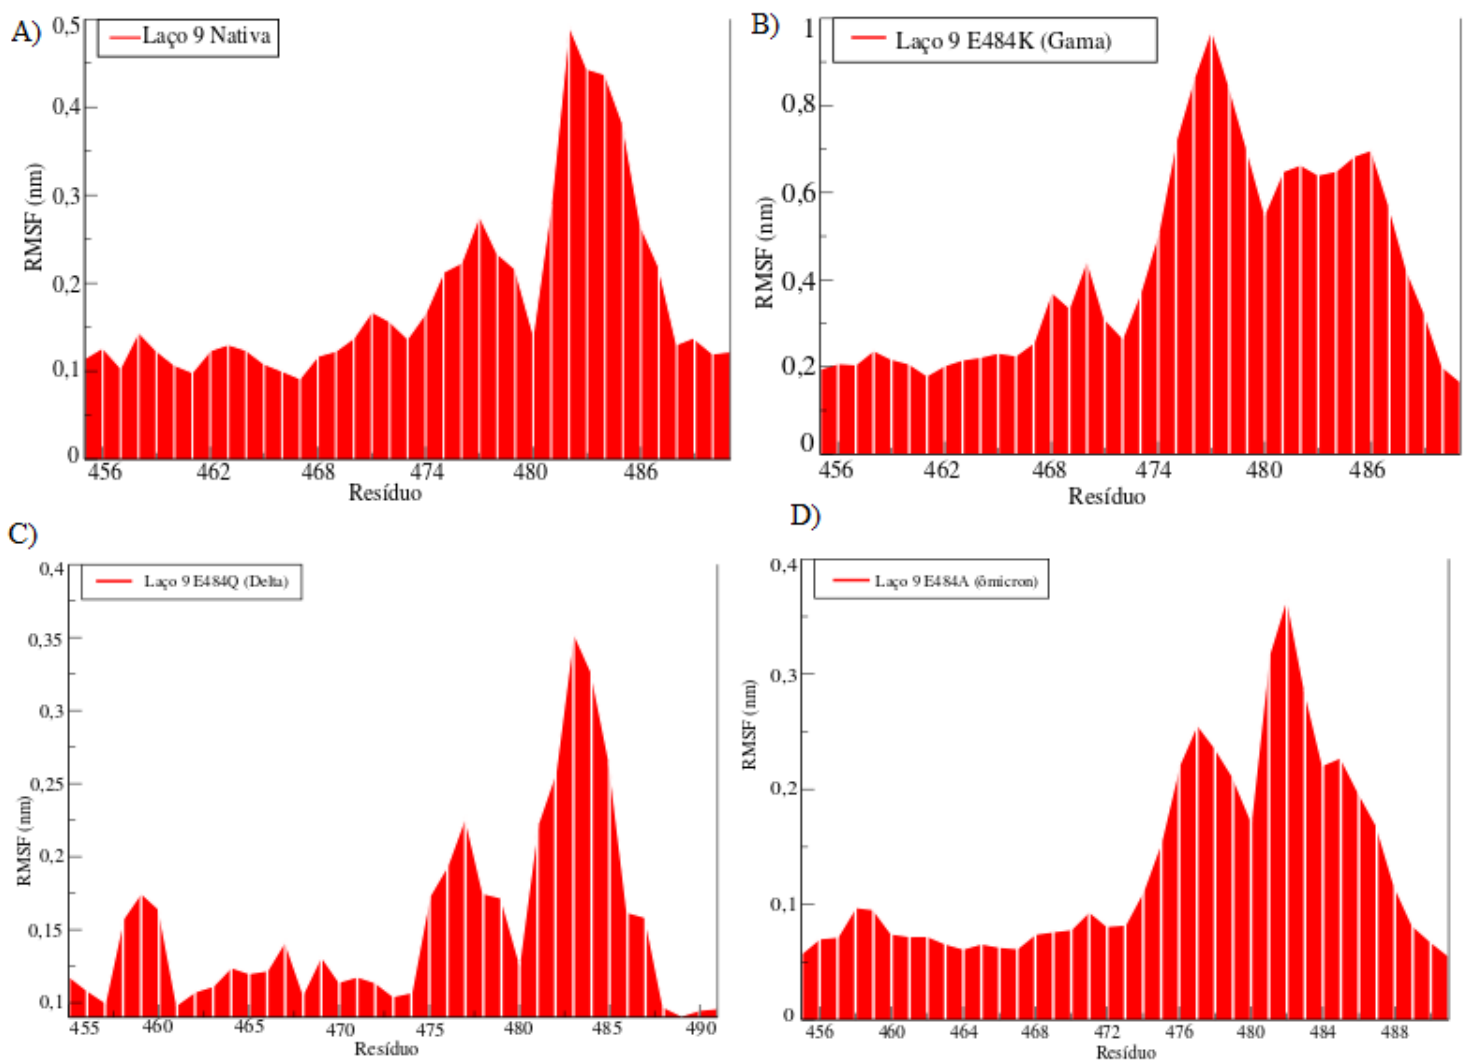 A)
Laço 9 Nativa
0,5
0,4
0,3
0,2
0,1
0
RMSF (nm)
456 462 468 474 480 486
Resíduo
B)
Laço 9 E484K (Gama)
1
0,8
0,6
0,4
0,2
0
RMSF (nm)
456 462 468 474 480 486
Resíduo
C)
Laço 9 E484Q (Delta)
0,4
0,35
0,3
0,25
0,2
0,15
0,1
RMSF (nm)
455 460 465 470 475 480 485 490
Resíduo
D)
Laço 9 E484A (ômicron)
0,4
0,3
0,2
0,1
0
RMSF (nm)
456 460 464 468 472 476 480 484 488
Resíduo